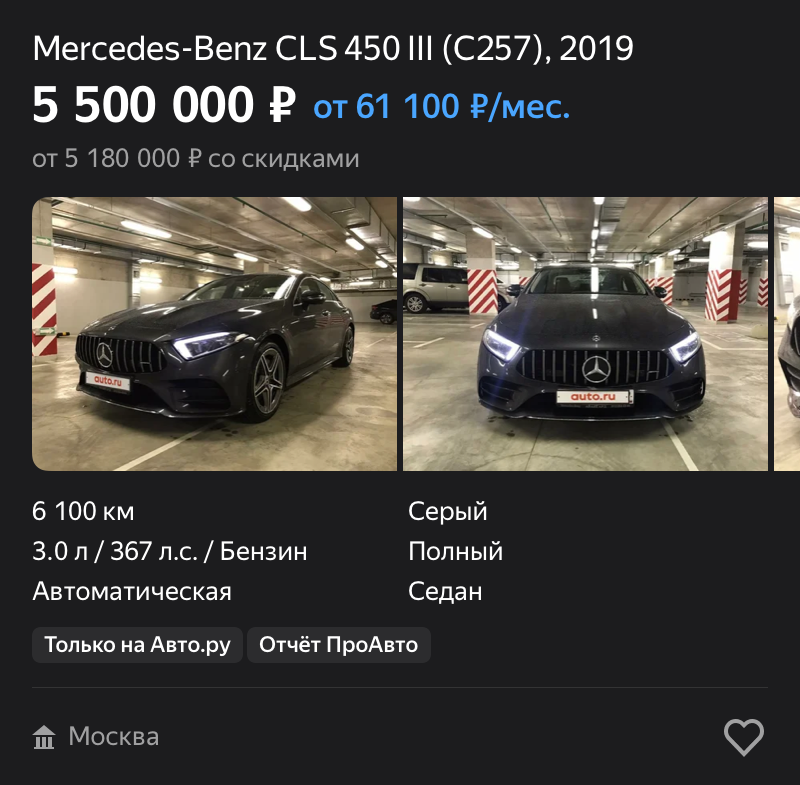 Mercedes-Benz CLS 450 III (C257), 2019
5 500 000 ₽ от 61 100 ₽/мес.
от 5 180 000 ₽ со скидками
auto.ru
auto.ru
6 100 км
Серый
3.0 л / 367 л.с. / Бензин
Полный
Автоматическая
Седан
Только на Авто.ру
Отчёт ПроАвто
Москва